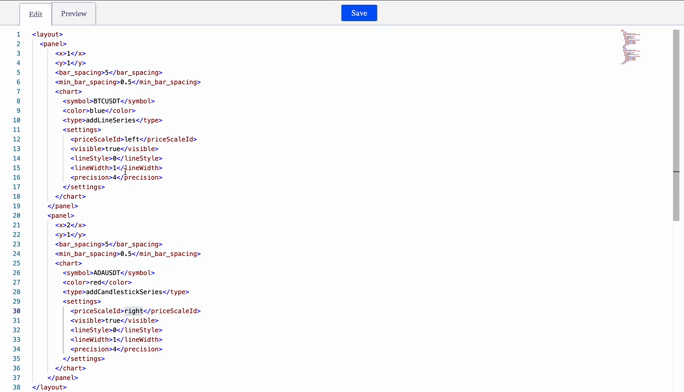 Edit
Preview
Save
1 <layout>
2 <panel>
3 <x>1</x>
4 <y>1</y>
5 <bar_spacing>5</bar_spacing>
6 <min_bar_spacing>0.5</min_bar_spacing>
7 <chart>
8 <symbol>BTCUSDT</symbol>
9 <color>blue</color>
10 <type>addLineSeries</type>
11 <settings>
12 <priceScaleId>left</priceScaleId>
13 <visible>true</visible>
14 <lineStyle>0</lineStyle>
15 <lineWidth>1</lineWidth>
16 <precision>4</precision>
17 </settings>
18 </chart>
19 </panel>
20 <panel>
21 <x>2</x>
22 <y>1</y>
23 <bar_spacing>5</bar_spacing>
24 <min_bar_spacing>0.5</min_bar_spacing>
25 <chart>
26 <symbol>ADAUSDT</symbol>
27 <color>red</color>
28 <type>addCandlestickSeries</type>
29 <settings>
30 <priceScaleId>right</priceScaleId>
31 <visible>true</visible>
32 <lineStyle>0</lineStyle>
33 <lineWidth>1</lineWidth>
34 <precision>4</precision>
35 </settings>
36 </chart>
37 </panel>
38 </layout>